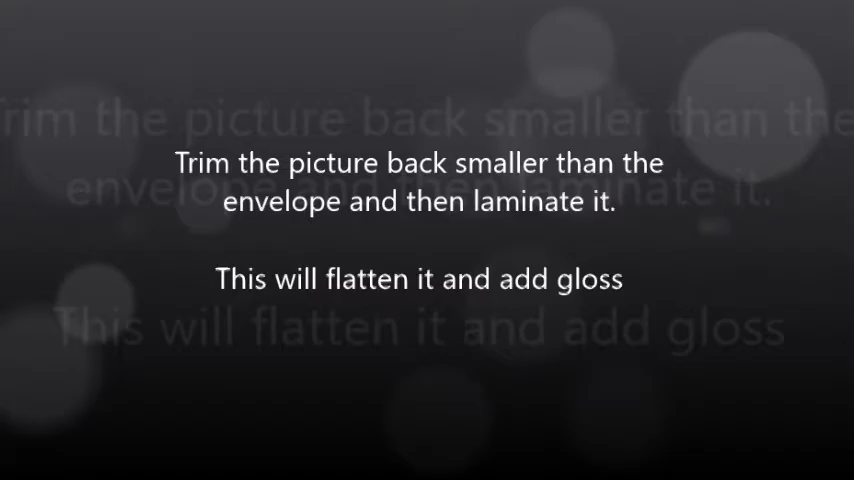 Trim the picture back smaller than the
envelope and then laminate it.
This will flatten it and add gloss